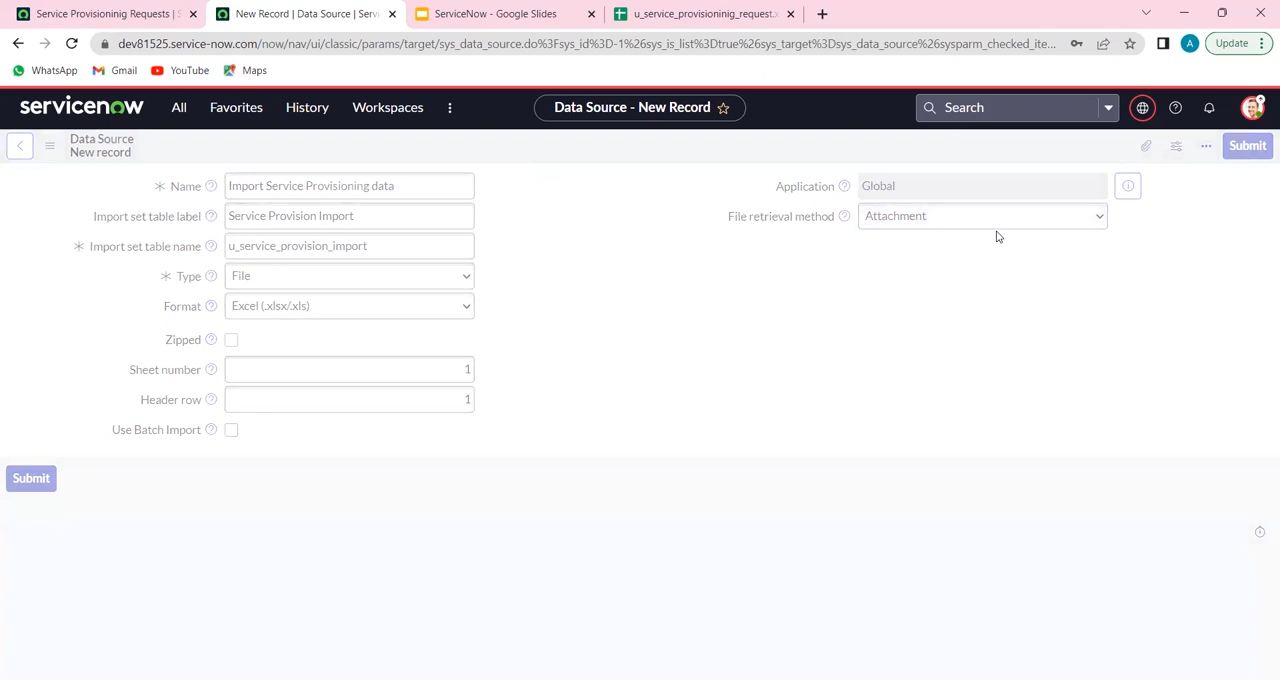 Service Provisioninig Requests | S
New Record | Data Source | Servi
ServiceNow - Google Slides
u_service_provisioninig_request.x
dev81525.service-now.com/now/nav/ui/classic/params/target/sys_data_source.do%3Fsys_id%3D-1%26sys_is_list%3Dtrue%26sys_target%3Dsys_data_source%26sysparm_checked_ite...
A
Update
WhatsApp
Gmail
YouTube
Maps
servicenow
All
Favorites
History
Workspaces
Data Source - New Record
Search
Data Source
New record
Submit
Name
Import Service Provisioning data
Application
Global
Import set table label
Service Provision Import
File retrieval method
Attachment
Import set table name
u_service_provision_import
Type
File
Format
Excel (.xlsx/.xls)
Zipped
Sheet number
1
Header row
1
Use Batch Import
Submit